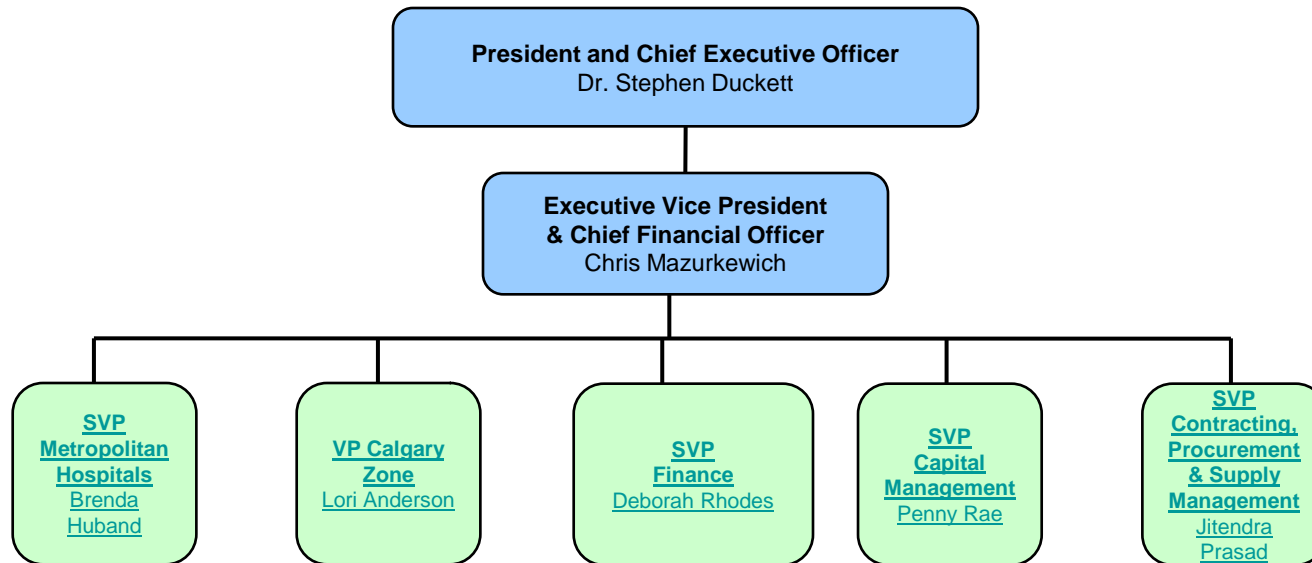 President and Chief Executive Officer
Dr. Stephen Duckett
Executive Vice President
& Chief Financial Officer
Chris Mazurkewich
SVP
Metropolitan
Hospitals
Brenda
Huband
VP Calgary
Zone
Lori Anderson
SVP
Finance
Deborah Rhodes
SVP
Capital
Management
Penny Rae
SVP
Contracting,
Procurement
& Supply
Management
Jitendra
Prasad